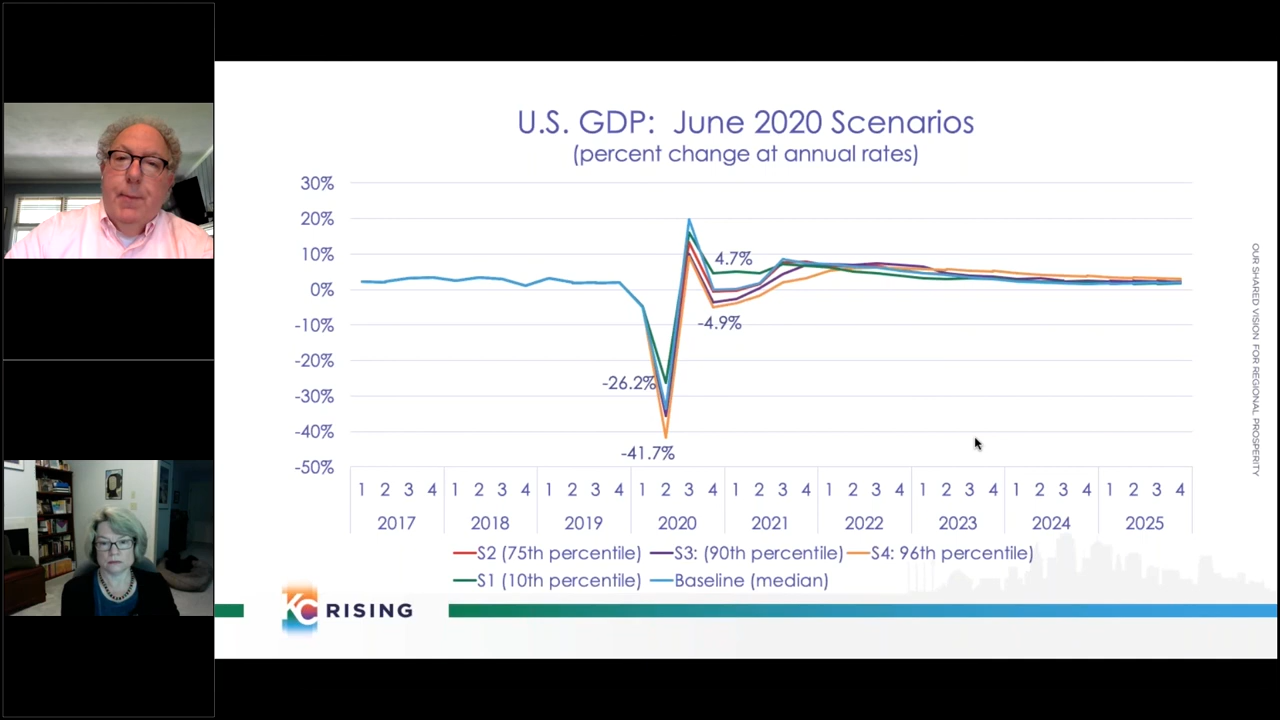 U.S. GDP: June 2020 Scenarios
(percent change at annual rates)
30%
20%
10%
0%
-10%
-20%
-30%
-40%
-50%
4.7%
-4.9%
-26.2%
-41.7%
1 2 3 4 1 2 3 4 1 2 3 4 1 2 3 4 1 2 3 4 1 2 3 4 1 2 3 4 1 2 3 4 1 2 3 4
2017 2018 2019 2020 2021 2022 2023 2024 2025
S2 (75th percentile) S3: (90th percentile) S4: 96th percentile)
S1 (10th percentile) Baseline (median)
KC RISING
OUR SHARED VISION FOR REGIONAL PROSPERITY